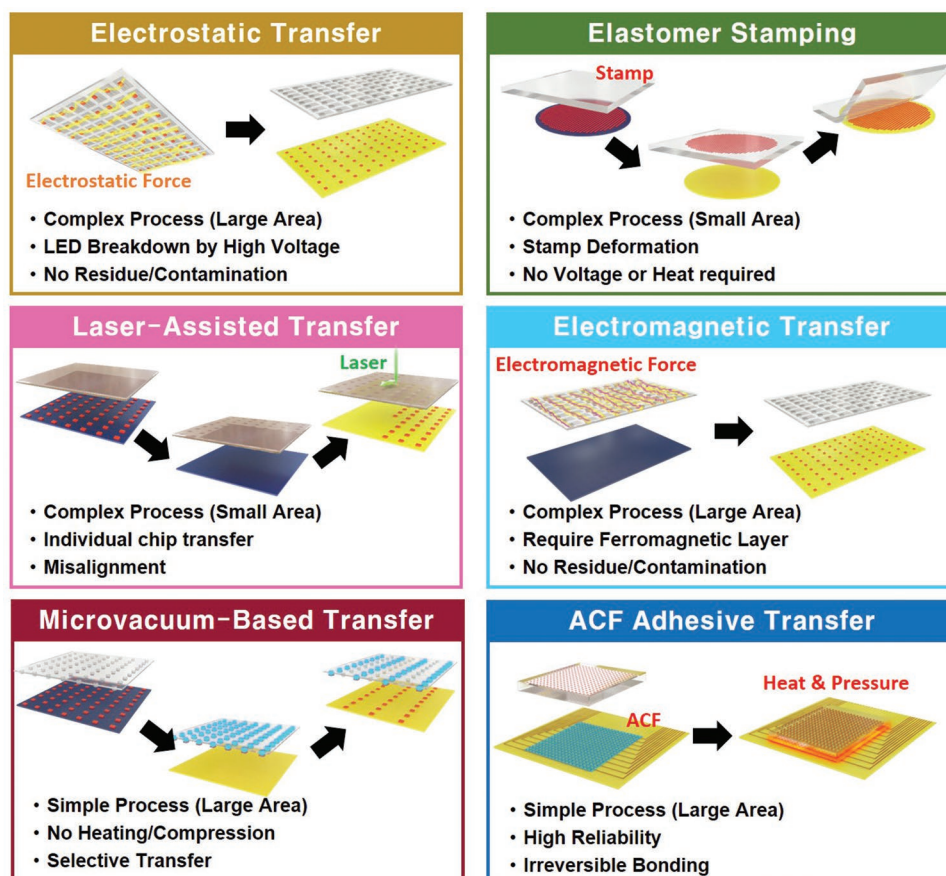 Electrostatic Transfer
Electrostatic Force
• Complex Process (Large Area)
• LED Breakdown by High Voltage
• No Residue/Contamination
Elastomer Stamping
Stamp
• Complex Process (Small Area)
• Stamp Deformation
• No Voltage or Heat required
Laser-Assisted Transfer
Laser
• Complex Process (Small Area)
• Individual chip transfer
• Misalignment
Electromagnetic Transfer
Electromagnetic Force
• Complex Process (Large Area)
• Require Ferromagnetic Layer
• No Residue/Contamination
Microvacuum-Based Transfer
• Simple Process (Large Area)
• No Heating/Compression
• Selective Transfer
ACF Adhesive Transfer
ACF
Heat & Pressure
• Simple Process (Large Area)
• High Reliability
• Irreversible Bonding